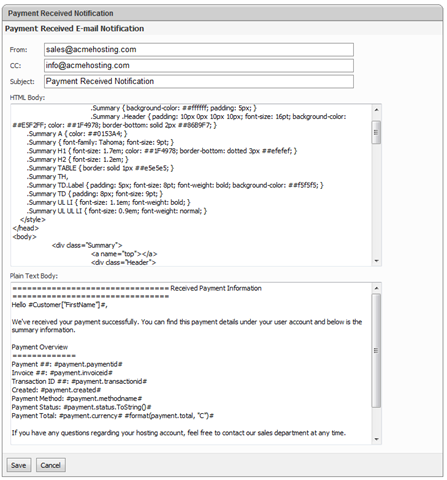 Payment Received Notification
Payment Received E-mail Notification
From: sales@acmehosting.com
CC: info@acmehosting.com
Subject: Payment Received Notification
HTML Body:
.Summary { background-color: ##ffffff; padding: 5px; }
.Summary .Header { padding: 10px 0px 10px 10px; font-size: 16pt; background-color:
##E5F2FF; color: ##1F4978; border-bottom: solid 2px ##86B9F7; }
.Summary A { color: ##0153A4; }
.Summary { font-family: Tahoma; font-size: 9pt; }
.Summary H1 { font-size: 1.7em; color: ##1F4978; border-bottom: dotted 3px ##efefef; }
.Summary H2 { font-size: 1.2em; }
.Summary TABLE { border: solid 1px ##e5e5e5; }
.Summary TH,
.Summary TD.Label { padding: 5px; font-size: 8pt; font-weight: bold; background-color: ##f5f5f5; }
.Summary TD { padding: 8px; font-size: 9pt; }
.Summary UL LI { font-size: 1.1em; font-weight: bold; }
.Summary UL UL LI { font-size: 0.9em; font-weight: normal; }
</style>
</head>
<body>
<div class="Summary">
<a name="top"></a>
<div class="Header">
Plain Text Body:
================================= Received Payment Information
=================================
Hello #Customer["FirstName"]#,
We've received your payment successfully. You can find this payment details under your user account and below is the
summary information.
Payment Overview
=============
Payment ##: #payment.paymentid#
Invoice ##: #payment.invoiceid#
Transaction ID ##: #payment.transactionid#
Created: #payment.created#
Payment Method: #payment.methodname#
Payment Status: #payment.status.ToString()#
Payment Total: #payment.currency# #format(payment.total, "C")#
If you have any questions regarding your hosting account, feel free to contact our sales department at any time.
Save Cancel